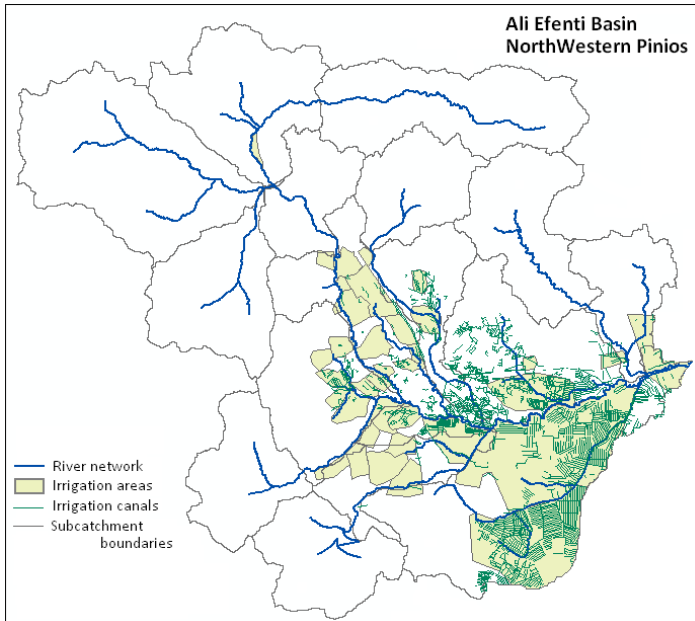 Ali Efenti Basin
NorthWestern Pinios
River network
Irrigation areas
Irrigation canals
Subcatchment
boundaries